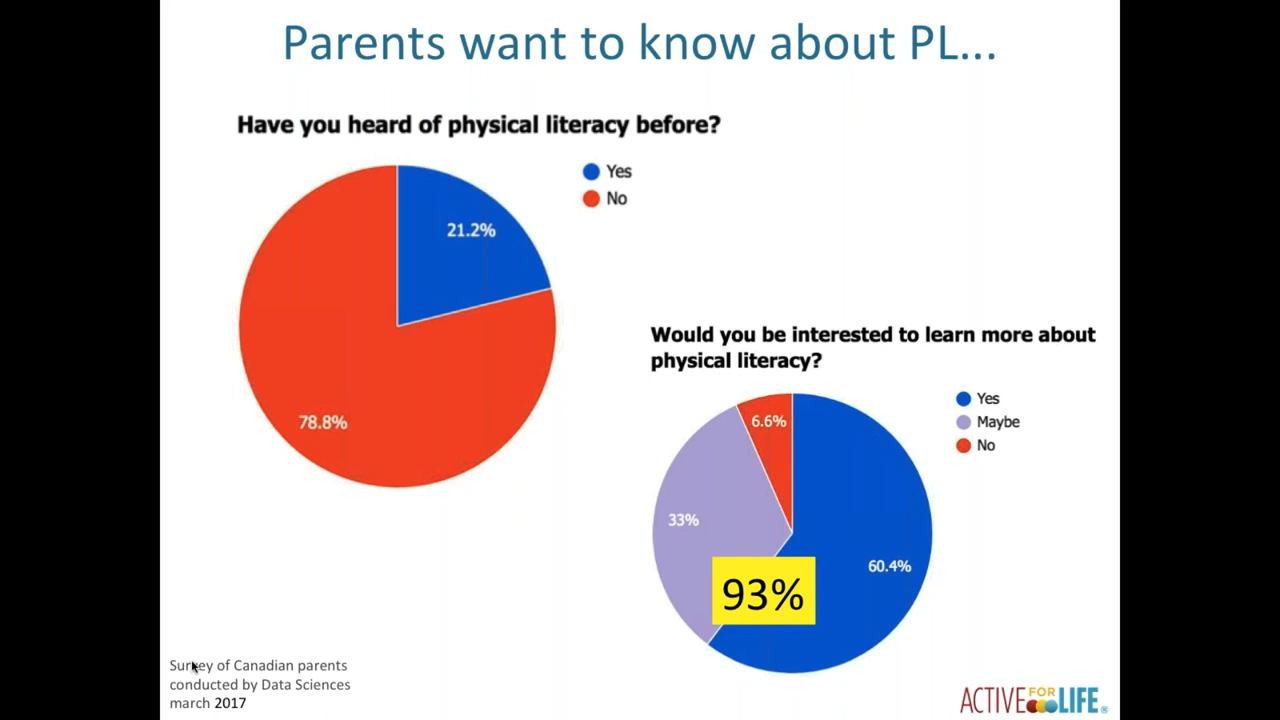 Parents want to know about PL...
Have you heard of physical literacy before?
Yes
No
21.2%
78.8%
Would you be interested to learn more about
physical literacy?
Yes
Maybe
No
6.6%
33%
60.4%
93%
Survey of Canadian parents
conducted by Data Sciences
march 2017
ACTIVE FOR LIFE®